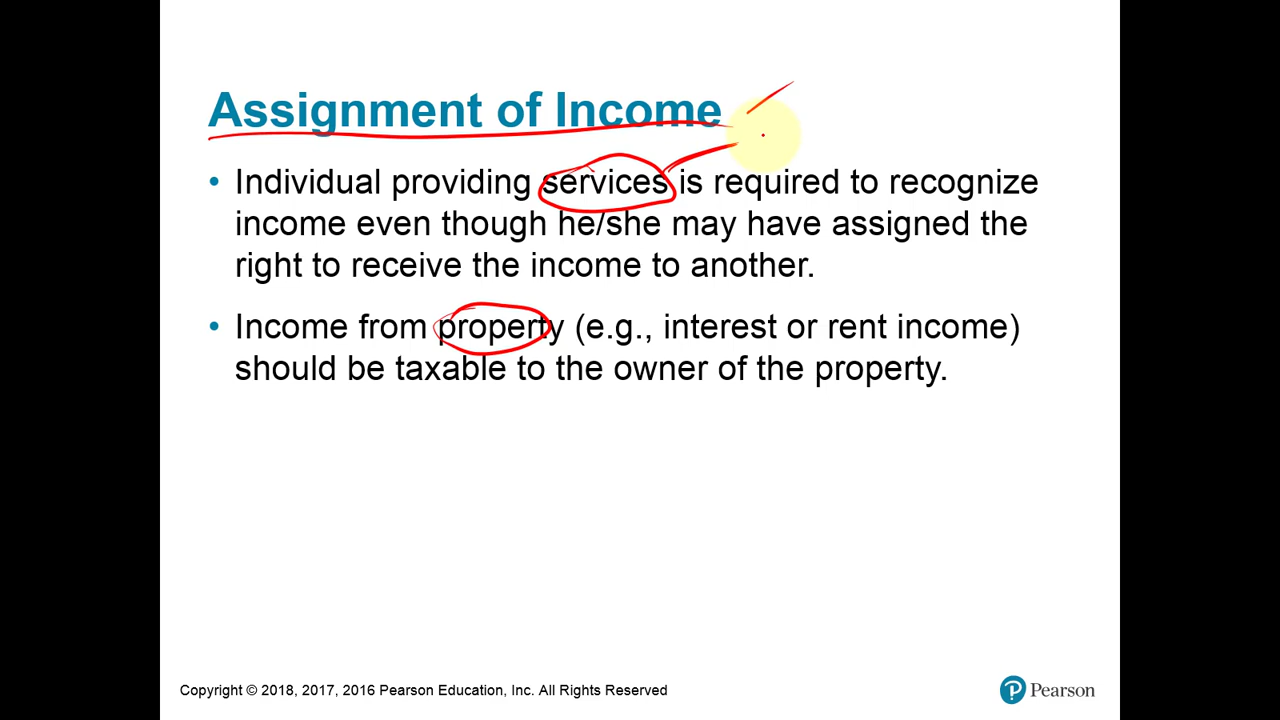 Assignment of Income
• Individual providing services is required to recognize
income even though he/she may have assigned the
right to receive the income to another.
• Income from property (e.g., interest or rent income)
should be taxable to the owner of the property.
Copyright © 2018, 2017, 2016 Pearson Education, Inc. All Rights Reserved
P Pearson